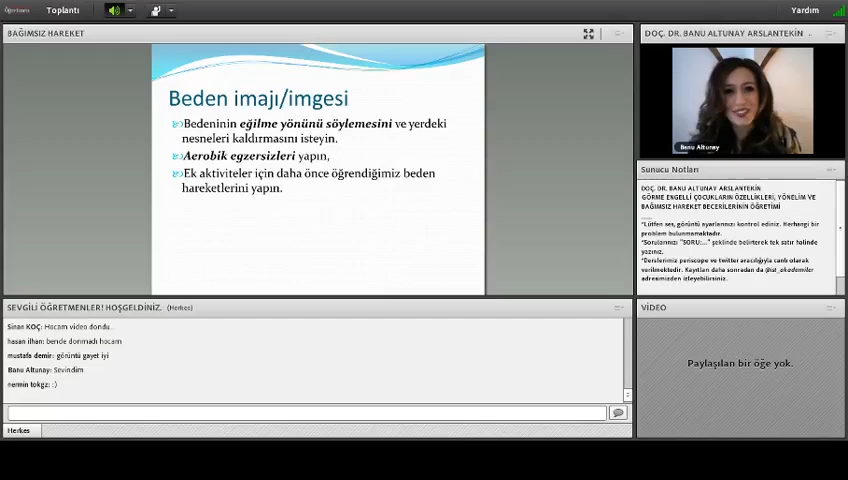 Öğretmen Toplantı Yardım
BAĞIMSIZ HAREKET
Beden imajı/imgesi
Bedeninin eğilme yönünü söylemesini ve yerdeki
nesneleri kaldırmasını isteyin.
Aerobik egzersizleri yapın,
Ek aktiviteler için daha önce öğrendiğimiz beden
hareketlerini yapın.
DOÇ. DR. BANU ALTUNAY ARSLANTEKİN ..
Banu Altunay
Sunucu Notları
DOÇ. DR. BANU ALTUNAY ARSLANTEKİN
GÖRME ENGELLİ ÇOCUKLARIN ÖZELLİKLERİ, YÖNELİM VE
BAĞIMSIZ HAREKET BECERİLERİNİN ÖĞRETİMİ
*Lütfen ses, görüntü ayarlarınızı kontrol ediniz. Herhangi bir
problem bulunmamaktadır.
*Sorularınızı "SORU:..." şeklinde belirterek tek satır halinde
yazınız.
*Derslerimiz periscope ve twitter aracılığıyla canlı olarak
verilmektedir. Kayıtları daha sonradan da @ist_akademiler
adresimizden izleyebilirsiniz.
SEVGİLİ ÖĞRETMENLER! HOŞGELDİNİZ. (Herkes)
Sinan KOÇ: Hocam video dondu..
hasan ilhan: bende donmadı hocam
mustafa demir: görüntü gayet iyi
Banu Altunay: Sevindim
nermin tokgz: :)
Herkes
VİDEO
Paylaşılan bir öğe yok.